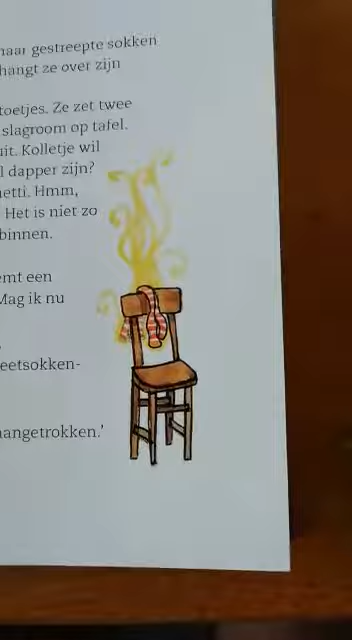 naar gestreepte sokken
hangt ze over zijn
toetjes. Ze zet twee
slagroom op tafel.
uit. Kolletje wil
l dapper zijn?
netti. Hmm,
Het is niet zo
binnen.
emt een
Mag ik nu
eetsokken-
aangetrokken.'